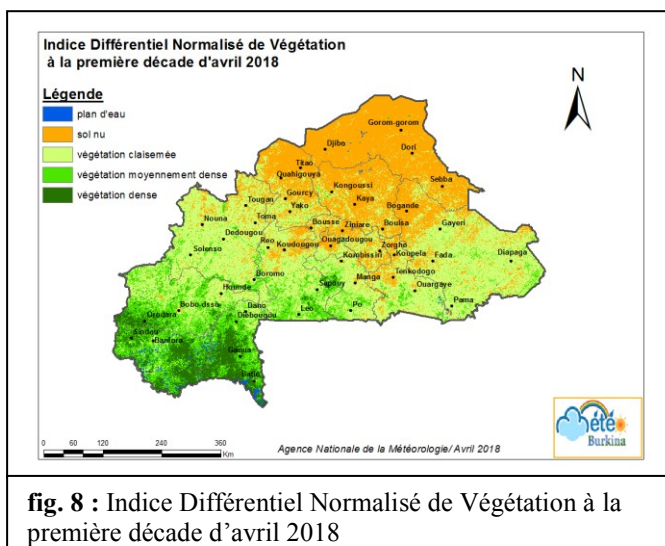 Indice Différentiel Normalisé de Végétation
à la première décade d'avril 2018
N
Légende
plan d'eau
sol nu
végétation claisemée
végétation moyennement dense
végétation dense
Gorom-gorom
Djibo
Dori
Titao
Ouahigouya
Sebba
Kongoussi
Gourcy
Kaya
Tougan
Yako
Bogande
Nouna
Toma
Bousse
Ziniare
Boulsa
Gayeri
Dedougou
Ouagadougou
Reo
Koudougou
Zorgho
Solenso
Kombissiri
Koupela
Fada
Diapaga
Boromo
Manga
Tenkodogo
Sapouy
Ouargaye
Hounde
Pama
Bobo-dsso
Dano
Leo
Po
Orodara
Diebougou
Sindou
Banfora
Gaoua
Batie
0 60 120 240 360
Km
Agence Nationale de la Météorologie/ Avril 2018
Météo
Burkina
fig. 8 : Indice Différentiel Normalisé de Végétation à la
première décade d’avril 2018